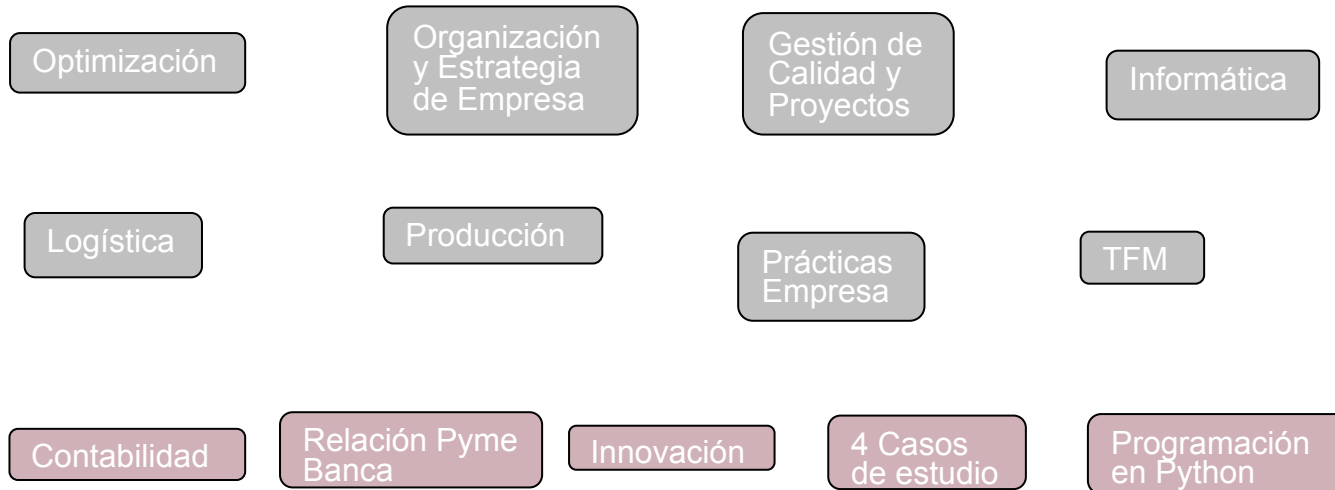 Optimización
Organización
y Estrategia
de Empresa
Gestión de
Calidad y
Proyectos
Informática
Logística
Producción
Prácticas
Empresa
TFM
Contabilidad
Relación Pyme
Banca
Innovación
4 Casos
de estudio
Programación
en Python